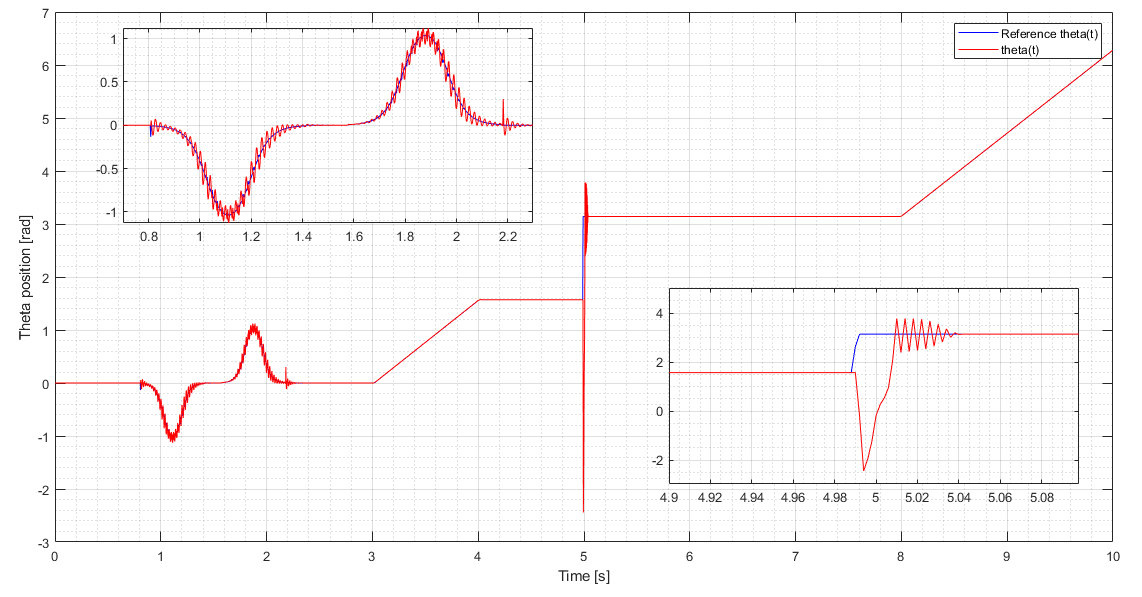 7
6
5
4
3
2
1
0
-1
-2
-3
Theta position [rad]
0 1 2 3 4 5 6 7 8 9 10
Time [s]
Reference theta(t)
theta(t)
1
0.5
0
-0.5
-1
0.8 1 1.2 1.4 1.6 1.8 2 2.2
4
2
0
-2
4.9 4.92 4.94 4.96 4.98 5 5.02 5.04 5.06 5.08